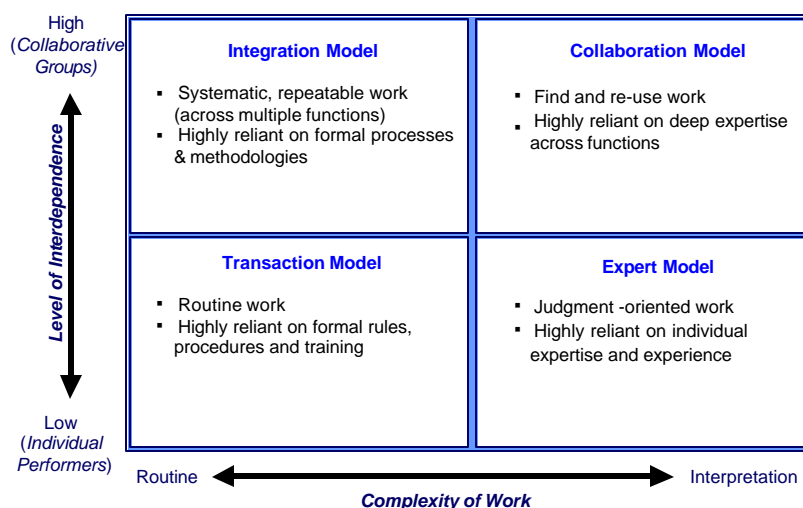 High
(Collaborative
Groups)
Level of Interdependence
Low
(Individual
Performers)
Integration Model
▪ Systematic, repeatable work
(across multiple functions)
▪ Highly reliant on formal processes
& methodologies
Collaboration Model
▪ Find and re-use work
▪ Highly reliant on deep expertise
across functions
Transaction Model
▪ Routine work
▪ Highly reliant on formal rules,
procedures and training
Expert Model
▪ Judgment -oriented work
▪ Highly reliant on individual
expertise and experience
Routine
Interpretation
Complexity of Work